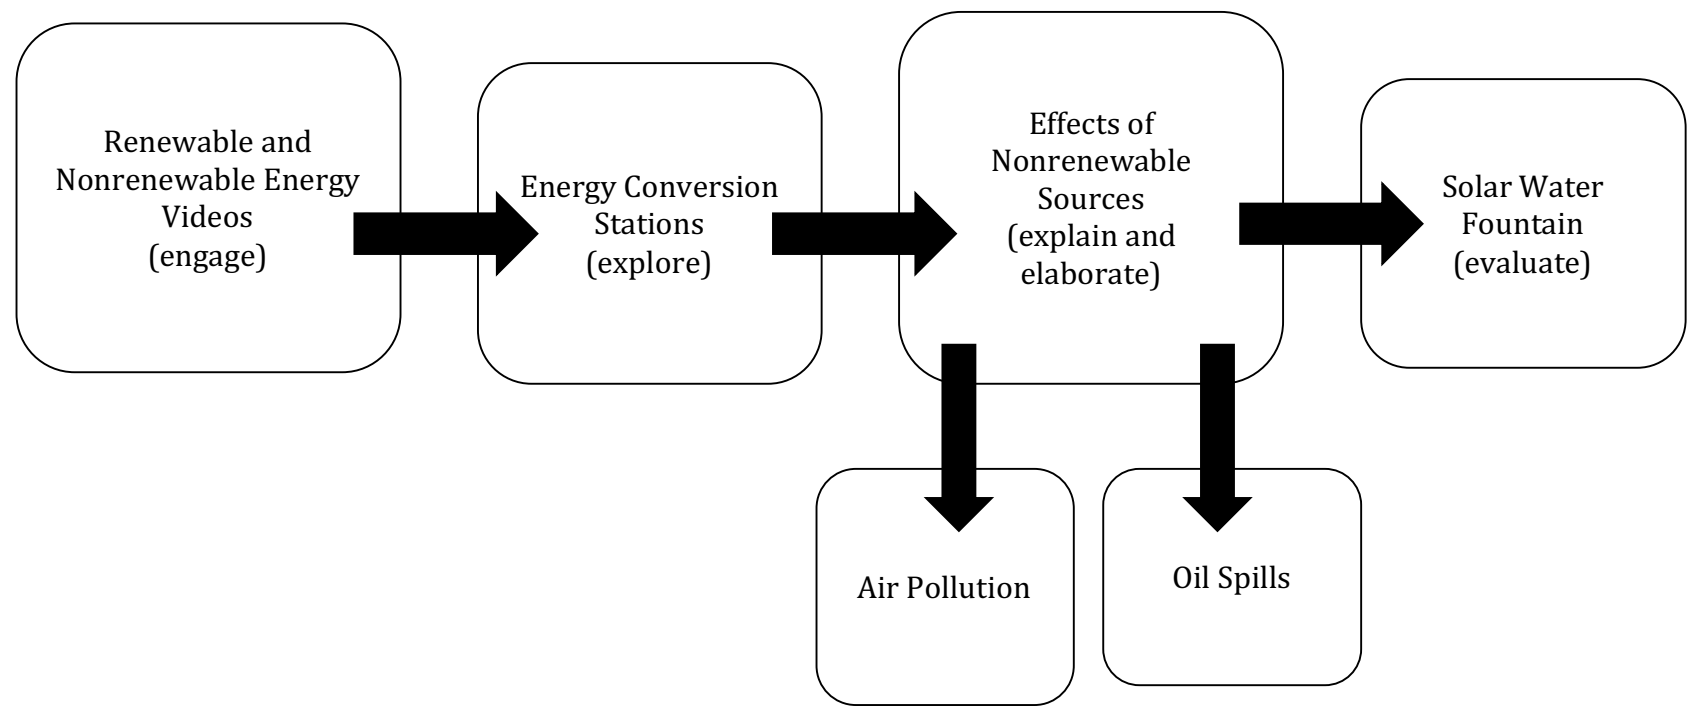 Renewable and
Nonrenewable Energy
Videos
(engage)
Energy Conversion
Stations
(explore)
Effects of
Nonrenewable
Sources
(explain and
elaborate)
Solar Water
Fountain
(evaluate)
Air Pollution
Oil Spills